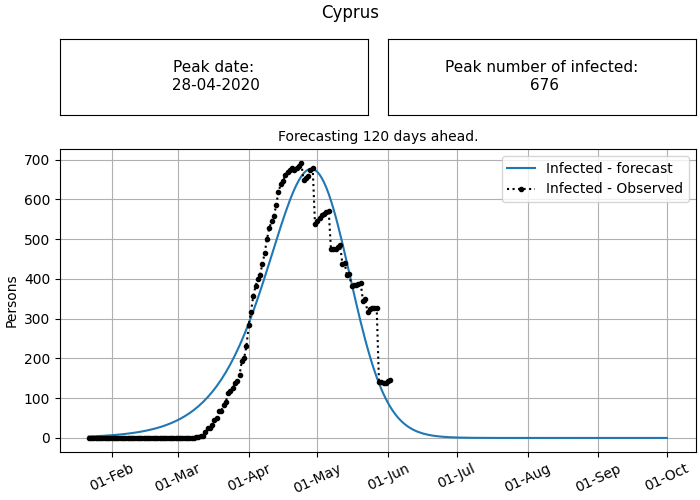 Cyprus
Peak date:
28-04-2020
Peak number of infected:
676
Forecasting 120 days ahead.
Infected - forecast
Infected - Observed
Persons
700
600
500
400
300
200
100
0
01-Feb
01-Mar
01-Apr
01-May
01-Jun
01-Jul
01-Aug
01-Sep
01-Oct